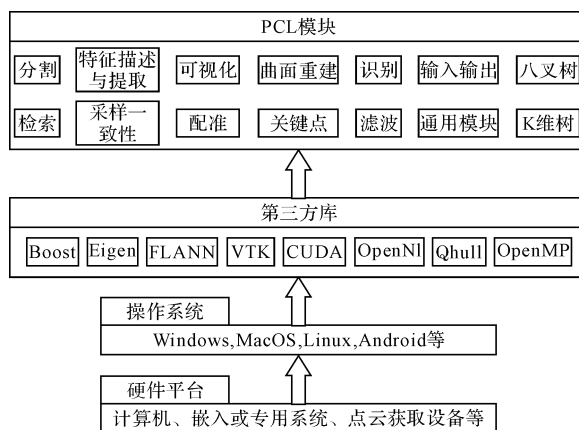 PCL模块
分割 特征描述与提取 可视化 曲面重建 识别 输入输出 八叉树
检索 采样一致性 配准 关键点 滤波 通用模块 K维树
第三方库
Boost Eigen FLANN VTK CUDA OpenNl Qhull OpenMP
操作系统
Windows,MacOS,Linux,Android等
硬件平台
计算机、嵌入或专用系统、点云获取设备等